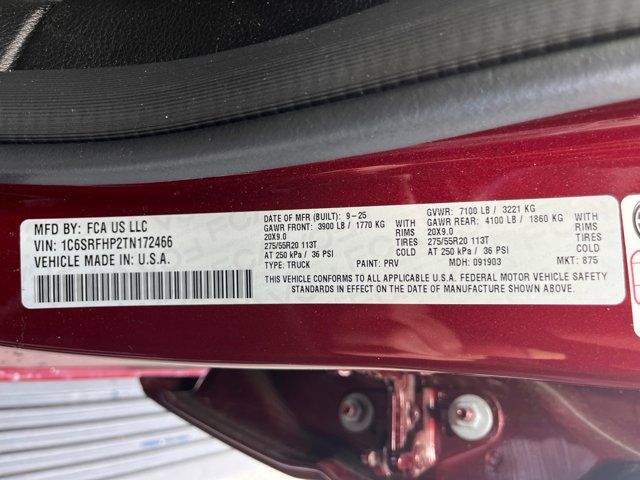 MFD BY: FCA US LLC
VIN: 1C6SRFHP2TN172466
VEHICLE MADE IN: U.S.A.
DATE OF MFR (BUILT): 9-25
GAWR FRONT: 3900 LB / 1770 KG WITH
20X9.0 RIMS
275/55R20 113T TIRES
AT 250 kPa / 36 PSI COLD
TYPE: TRUCK PAINT: PRV
GVWR: 7100 LB / 3221 KG
GAWR REAR: 4100 LB / 1860 KG WITH
20X9.0 RIMS
275/55R20 113T TIRES
AT 250 kPa / 36 PSI COLD
MDH: 091903 MKT: 875
THIS VEHICLE CONFORMS TO ALL APPLICABLE U.S.A. FEDERAL MOTOR VEHICLE SAFETY
STANDARDS IN EFFECT ON THE DATE OF MANUFACTURE SHOWN ABOVE.